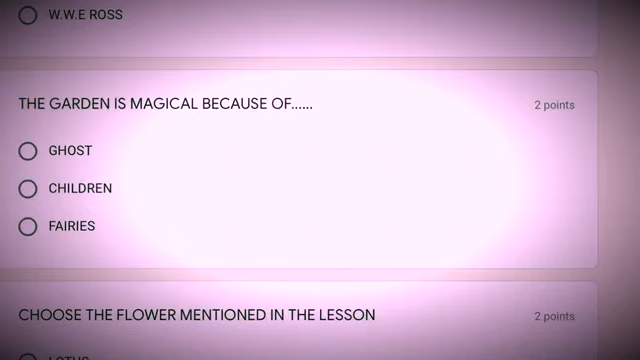 W.W.E ROSS
THE GARDEN IS MAGICAL BECAUSE OF......
2 points
GHOST
CHILDREN
FAIRIES
CHOOSE THE FLOWER MENTIONED IN THE LESSON
2 points
LOTUS